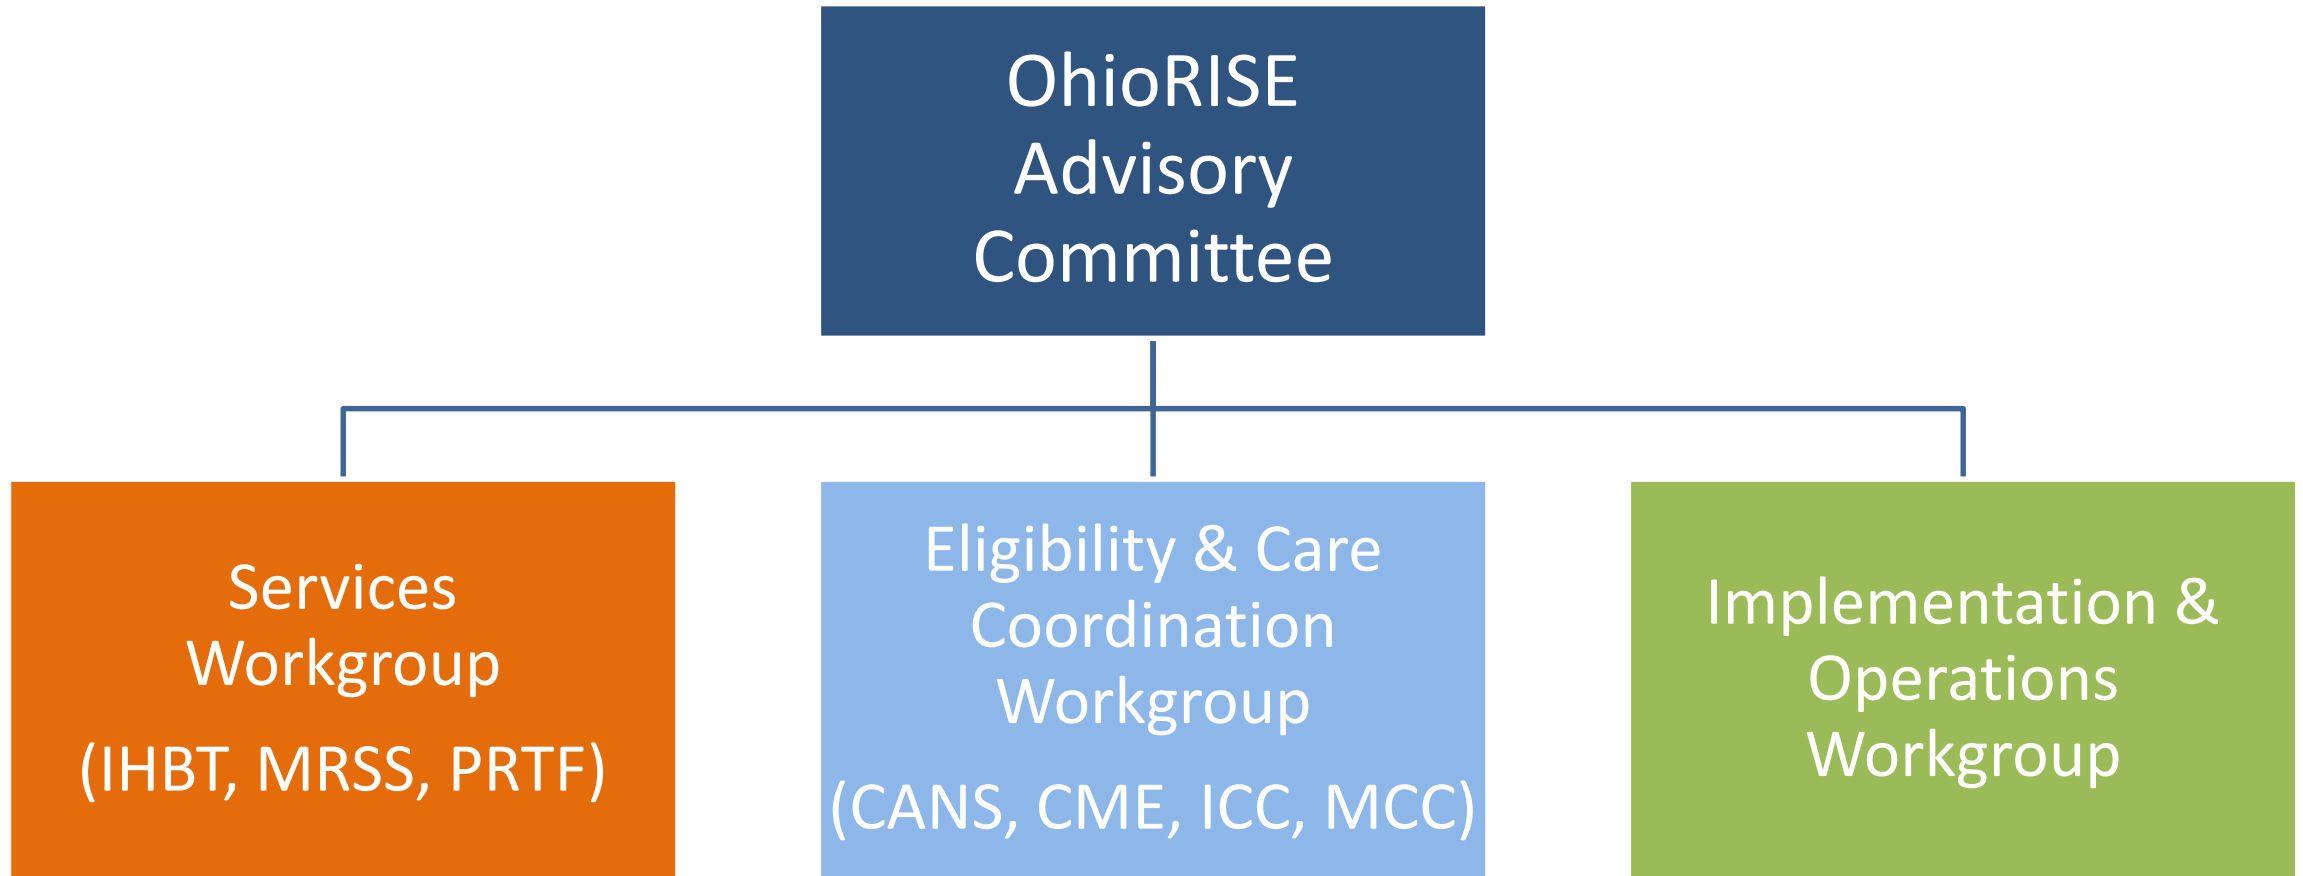 OhioRISE
Advisory
Committee
Services
Workgroup
(IHBT, MRSS, PRTF)
Eligibility & Care
Coordination
Workgroup
(CANS, CME, ICC, MCC)
Implementation &
Operations
Workgroup